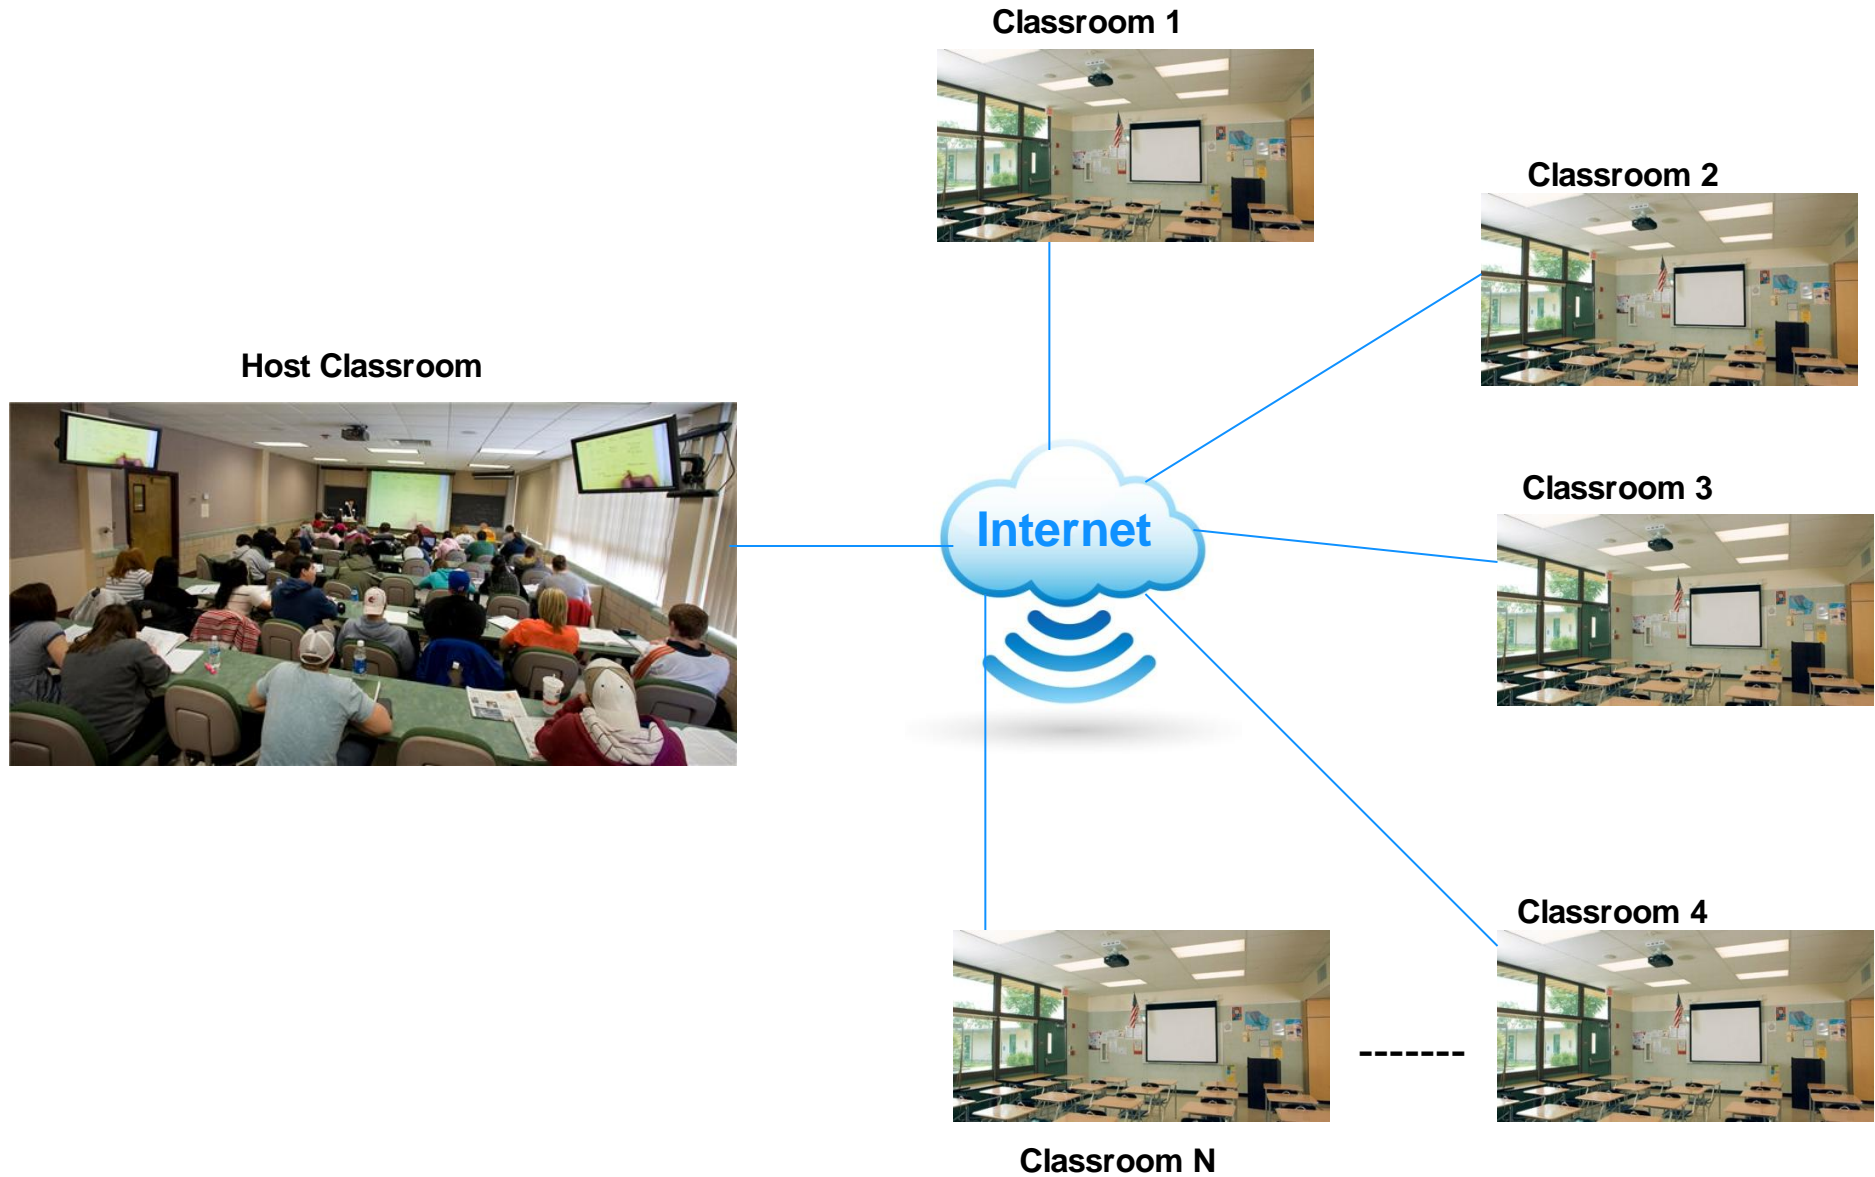 Classroom 1
Classroom 2
Host Classroom
Classroom 3
Internet
Classroom 4
-------
Classroom N